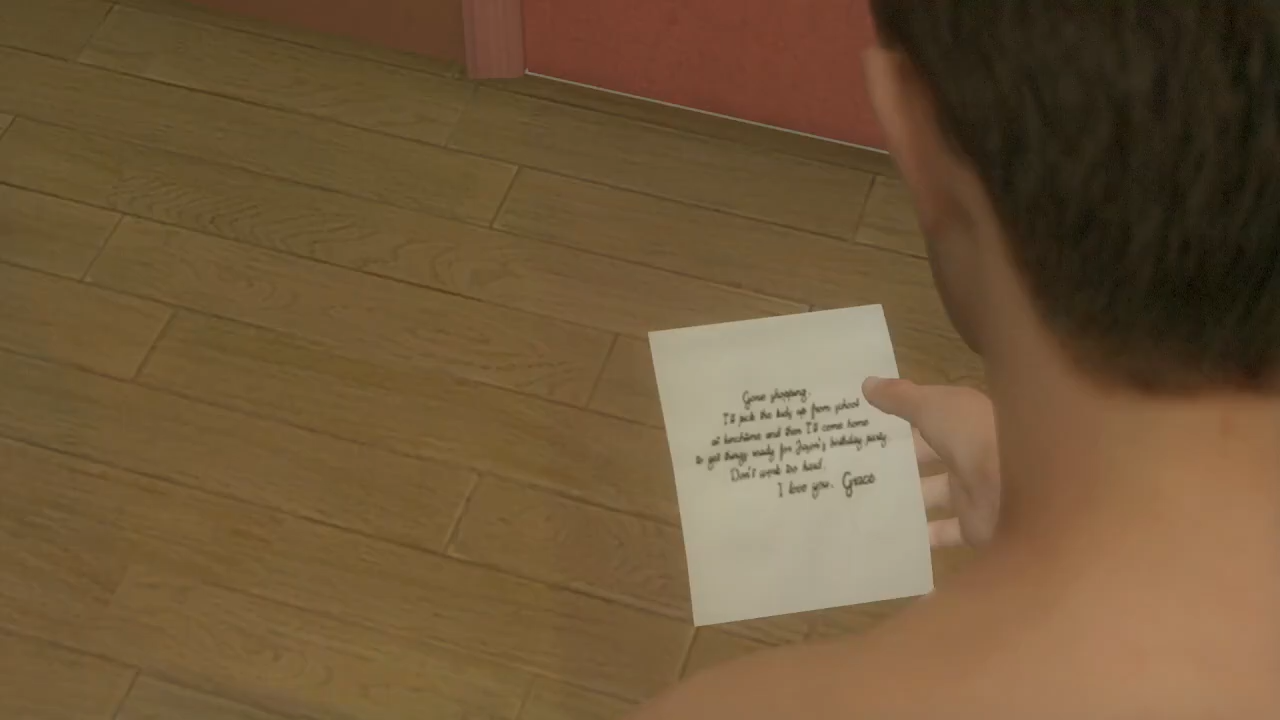 Gone shopping.
I'll pick the kids up from school
at lunchtime and then I'll come home
to get things ready for Jason's birthday party.
Don't work too hard.
I love you. Grace